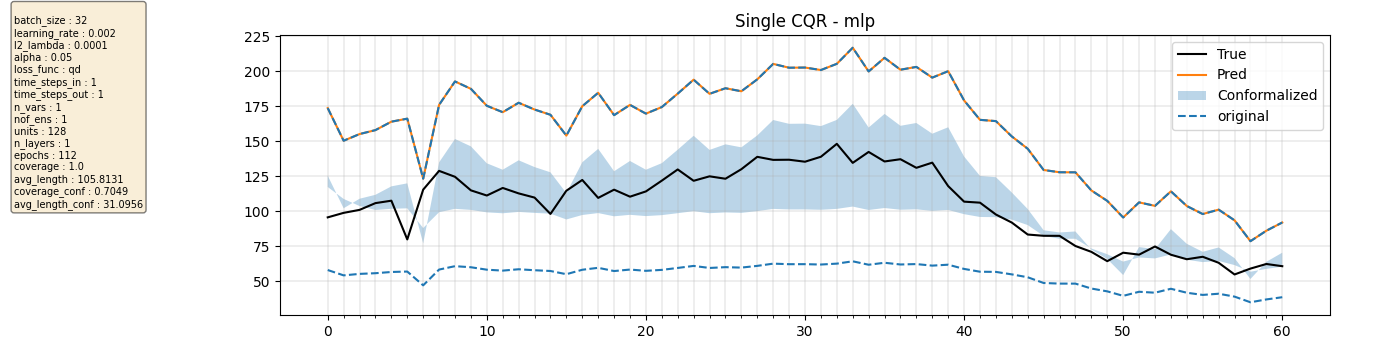 batch_size : 32
learning_rate : 0.002
l2_lambda : 0.0001
alpha : 0.05
loss_func : qd
time_steps_in : 1
time_steps_out : 1
n_vars : 1
nof_ens : 1
units : 128
n_layers : 1
epochs : 112
coverage : 1.0
avg_length : 105.8131
coverage_conf : 0.7049
avg_length_conf : 31.0956
Single CQR - mlp
225
200
175
150
125
100
75
50
True
Pred
Conformalized
original
0 10 20 30 40 50 60